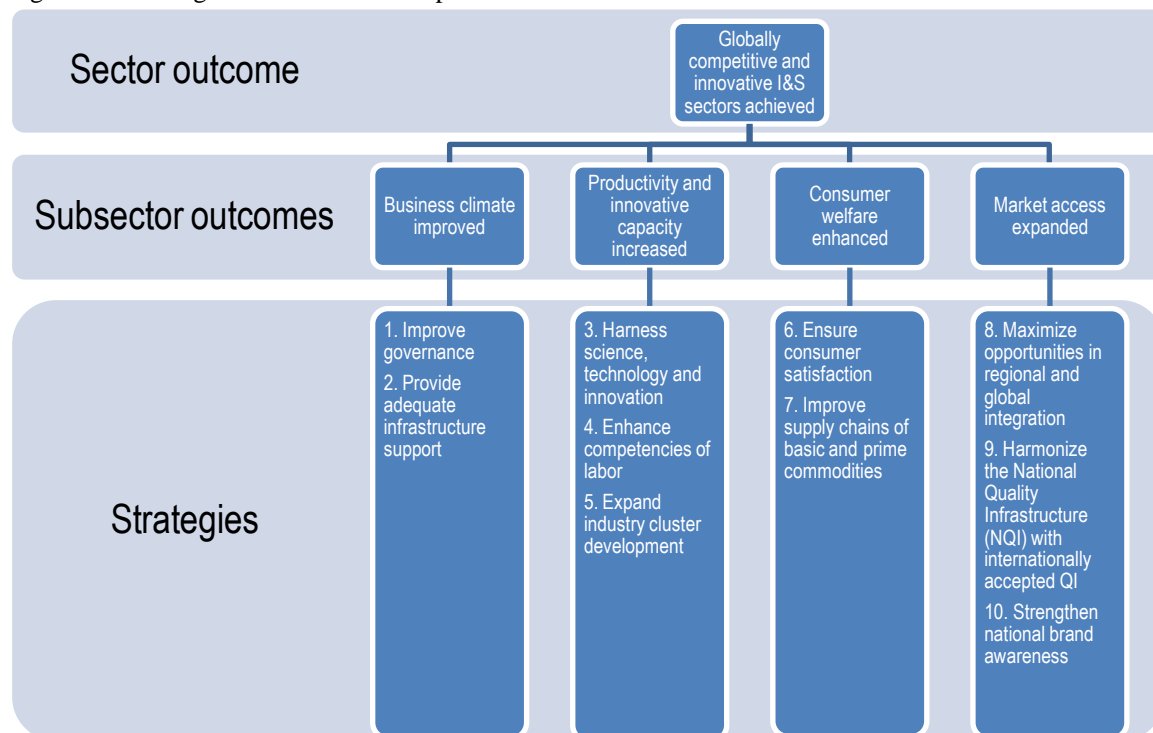 Sector outcome
Globally
competitive and
innovative I&S
sectors achieved
Subsector outcomes
Business climate
improved
Productivity and
innovative
capacity
increased
Consumer
welfare
enhanced
Market access
expanded
Strategies
1. Improve
governance
2. Provide
adequate
infrastructure
support
3. Harness
science,
technology and
innovation
4. Enhance
competencies of
labor
5. Expand
industry cluster
development
6. Ensure
consumer
satisfaction
7. Improve
supply chains of
basic and prime
commodities
8. Maximize
opportunities in
regional and
global
integration
9. Harmonize
the National
Quality
Infrastructure
(NQI) with
internationally
accepted QI
10. Strengthen
national brand
awareness